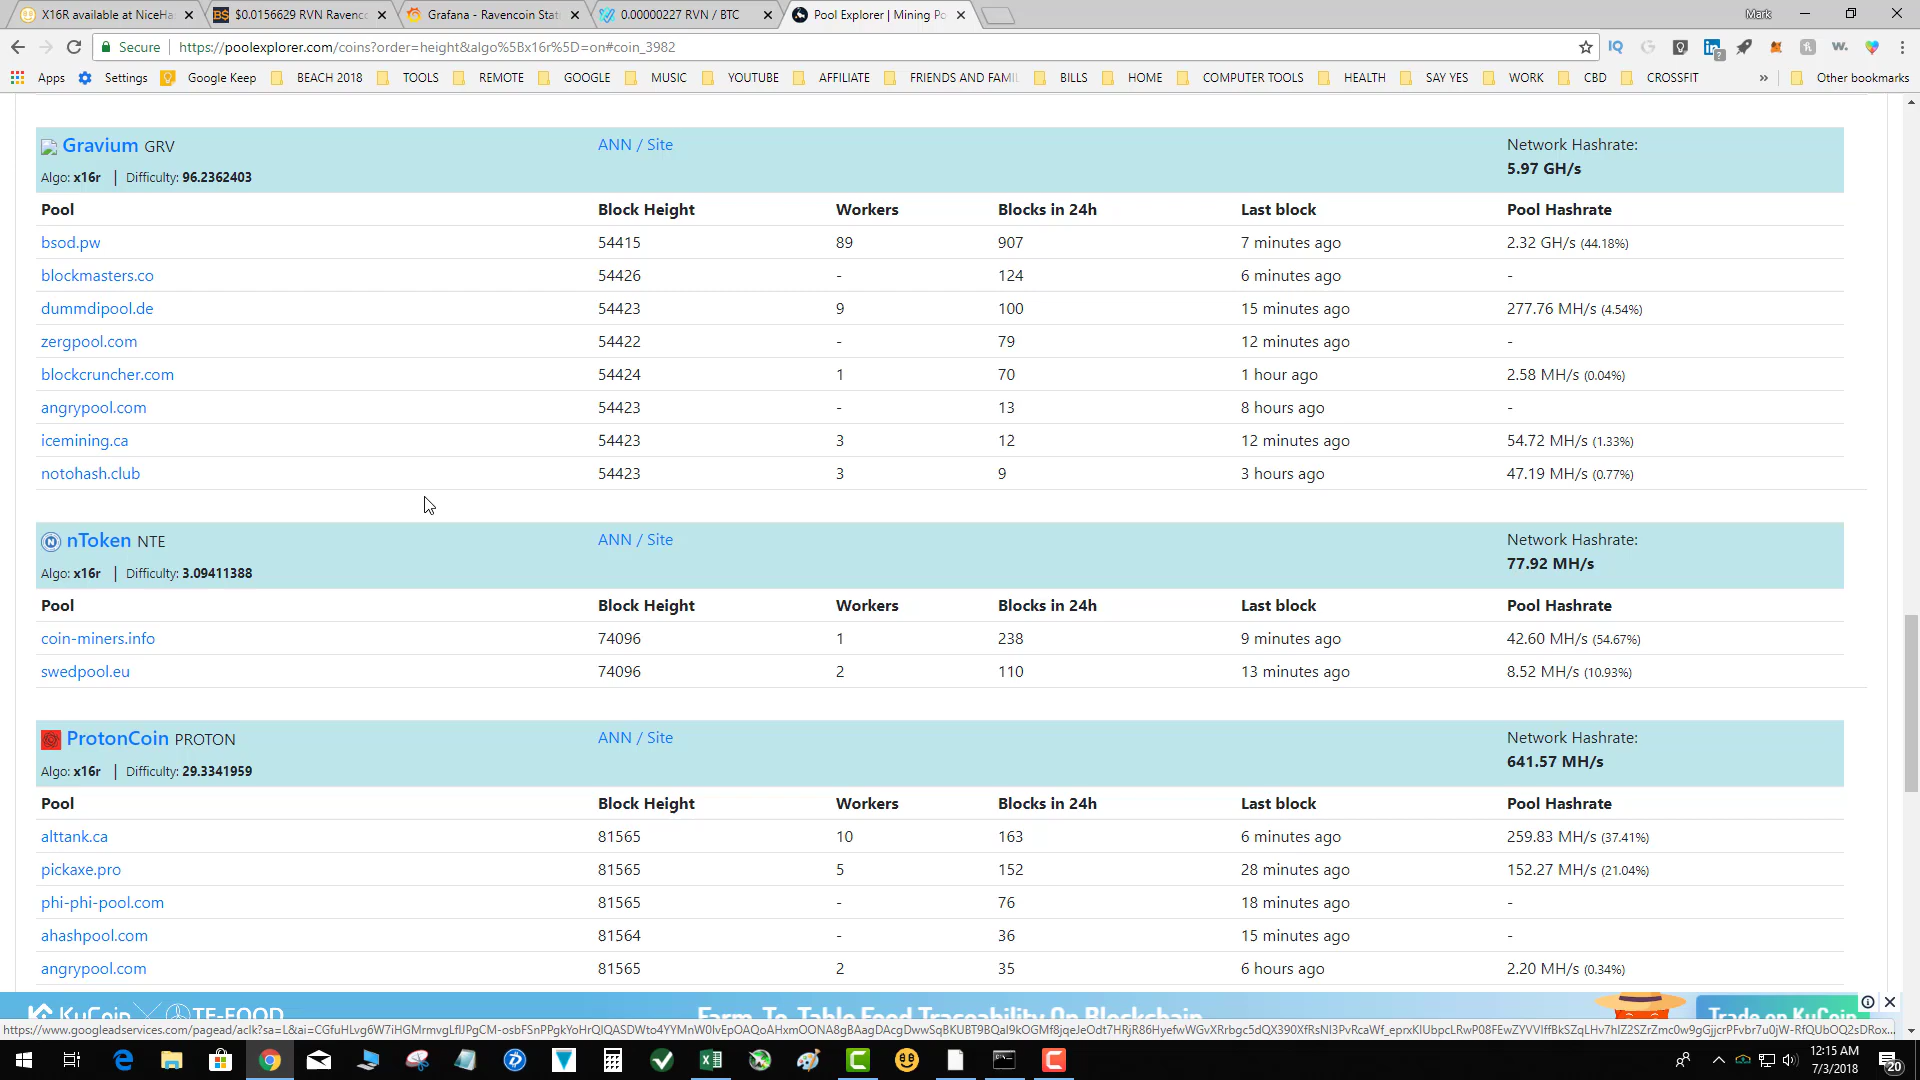 X16R available at NiceHa
$0.0156629 RVN Ravenc
Grafana - Ravencoin Stat
0.00000227 RVN / BTC
Pool Explorer | Mining Po
Mark
Secure
https://poolexplorer.com/coins?order=height&algo%5Bx16r%5D=on#coin_3982
Apps
Settings
Google Keep
BEACH 2018
TOOLS
REMOTE
GOOGLE
MUSIC
YOUTUBE
AFFILIATE
FRIENDS AND FAMIL
BILLS
HOME
COMPUTER TOOLS
HEALTH
SAY YES
WORK
CBD
CROSSFIT
»
Other bookmarks
Gravium GRV
ANN / Site
Network Hashrate:
5.97 GH/s
Algo: x16r | Difficulty: 96.2362403
Pool Block Height Workers Blocks in 24h Last block Pool Hashrate
bsod.pw 54415 89 907 7 minutes ago 2.32 GH/s (44.18%)
blockmasters.co 54426 - 124 6 minutes ago -
dummdipool.de 54423 9 100 15 minutes ago 277.76 MH/s (4.54%)
zergpool.com 54422 - 79 12 minutes ago -
blockcruncher.com 54424 1 70 1 hour ago 2.58 MH/s (0.04%)
angrypool.com 54423 - 13 8 hours ago -
icemining.ca 54423 3 12 12 minutes ago 54.72 MH/s (1.33%)
notohash.club 54423 3 9 3 hours ago 47.19 MH/s (0.77%)
nToken NTE
ANN / Site
Network Hashrate:
77.92 MH/s
Algo: x16r | Difficulty: 3.09411388
Pool Block Height Workers Blocks in 24h Last block Pool Hashrate
coin-miners.info 74096 1 238 9 minutes ago 42.60 MH/s (54.67%)
swedpool.eu 74096 2 110 13 minutes ago 8.52 MH/s (10.93%)
ProtonCoin PROTON
ANN / Site
Network Hashrate:
641.57 MH/s
Algo: x16r | Difficulty: 29.3341959
Pool Block Height Workers Blocks in 24h Last block Pool Hashrate
alttank.ca 81565 10 163 6 minutes ago 259.83 MH/s (37.41%)
pickaxe.pro 81565 5 152 28 minutes ago 152.27 MH/s (21.04%)
phi-phi-pool.com 81565 - 76 18 minutes ago -
ahashpool.com 81564 - 36 15 minutes ago -
angrypool.com 81565 2 35 6 hours ago 2.20 MH/s (0.34%)
KuCoin TE-FOOD
Farm-To-Table Food Traceability On Blockchain
Trade on KuCoin
12:15 AM
7/3/2018
20